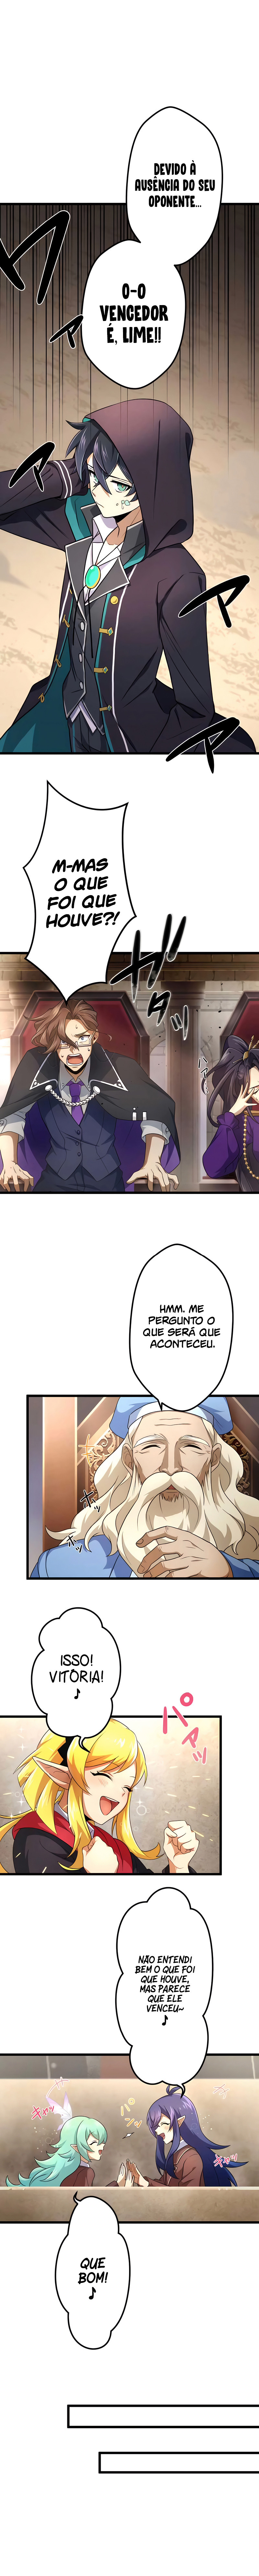 DEVIDO À
AUSÊNCIA DO SEU
OPONENTE...
O-O
VENCEDOR
É, LIME!!
M-MAS
O QUE
FOI QUE
HOUVE?!
HMM. ME
PERGUNTO O
QUE SERÁ QUE
ACONTECEU.
ISSO!
VITÓRIA!
♪
NÃO ENTENDI
BEM O QUE FOI
QUE HOUVE,
MAS PARECE
QUE ELE
VENCEU~
♪
QUE
BOM!
♪